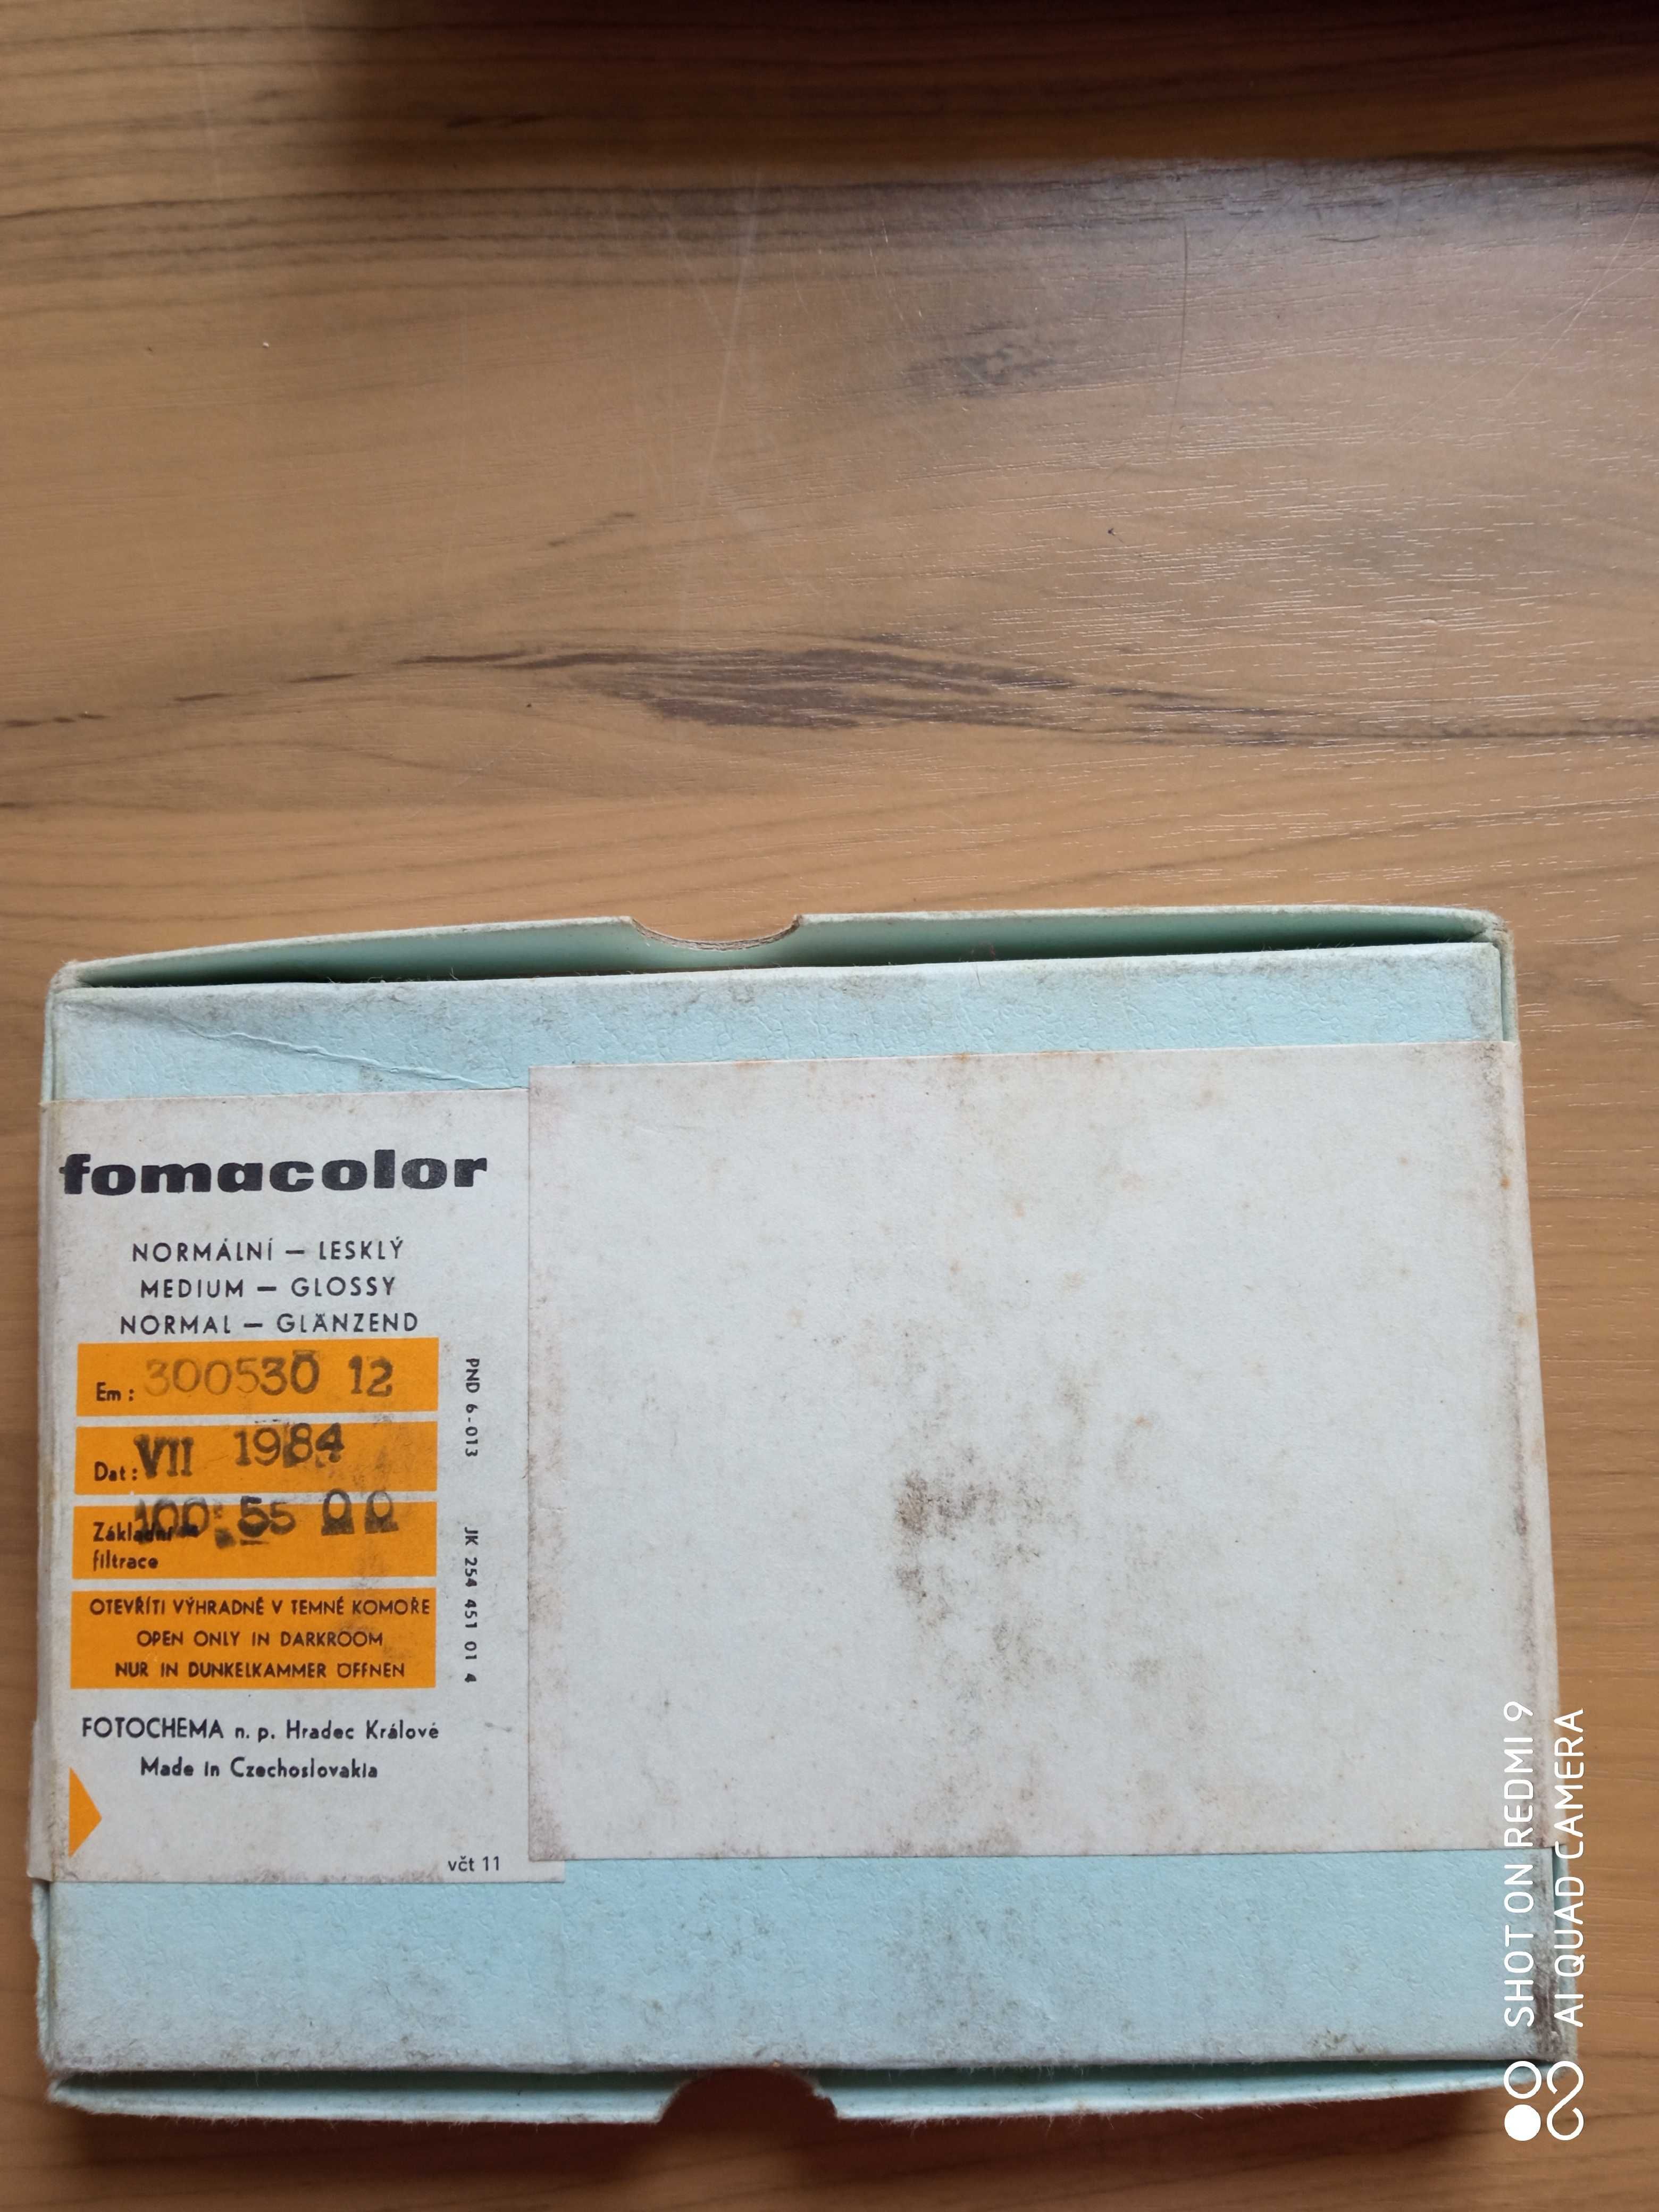 fomacolor
NORMÁLNÍ — LESKLÝ
MEDIUM — GLOSSY
NORMAL — GLÄNZEND
Em: 300530 12
Dat: VII 1984
Základní
filtrace
55
OTEVŘÍTI VÝHRADNĚ V TEMNÉ KOMOŘE
OPEN ONLY IN DARKROOM
NUR IN DUNKELKAMMER ÖFFNEN
FOTOCHEMA n. p. Hradec Králové
Made in Czechoslovakia
včt 11
PND 6-013 JK 254 451 01 4
SHOT ON REDMI 9
AI QUAD CAMERA